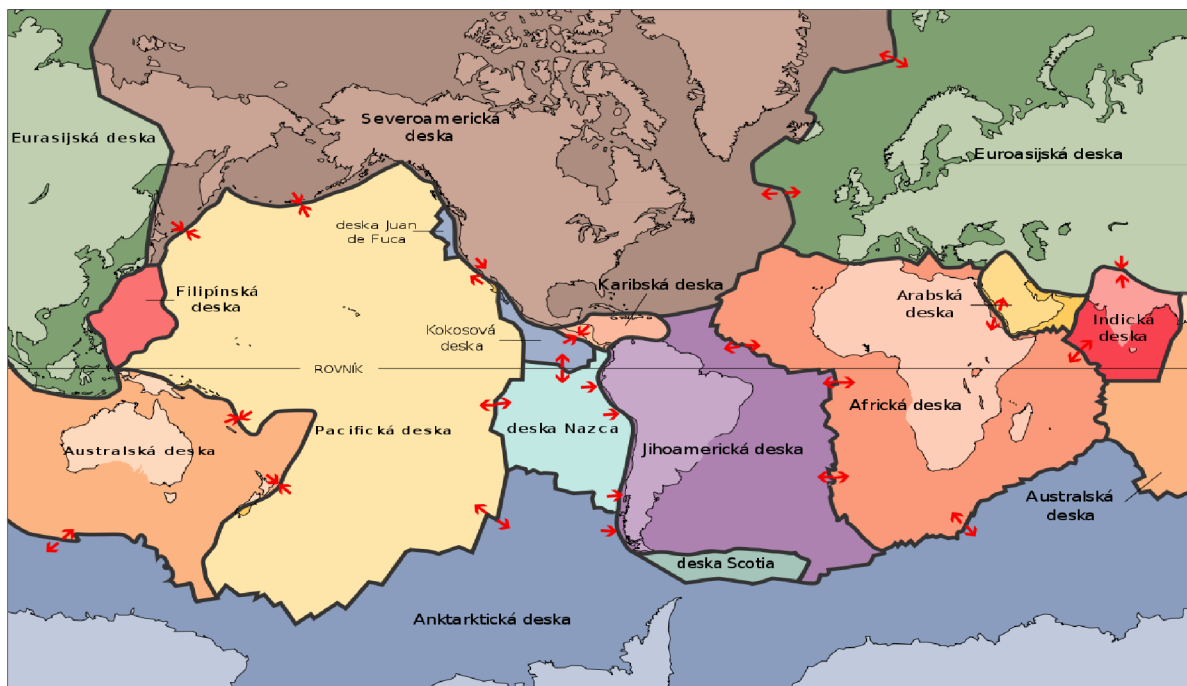 Severoamerická
deska
Eurasijská deska
Euroasijská deska
deska Juan
de Fuca
Filipínská
deska
Karibská deska
Arabská
deska
Indická
deska
Kokosová
deska
ROVNÍK
Africká deska
Pacifická deska
deska Nazca
Australská deska
Jihoamerická deska
Australská
deska
deska Scotia
Anktarktická deska